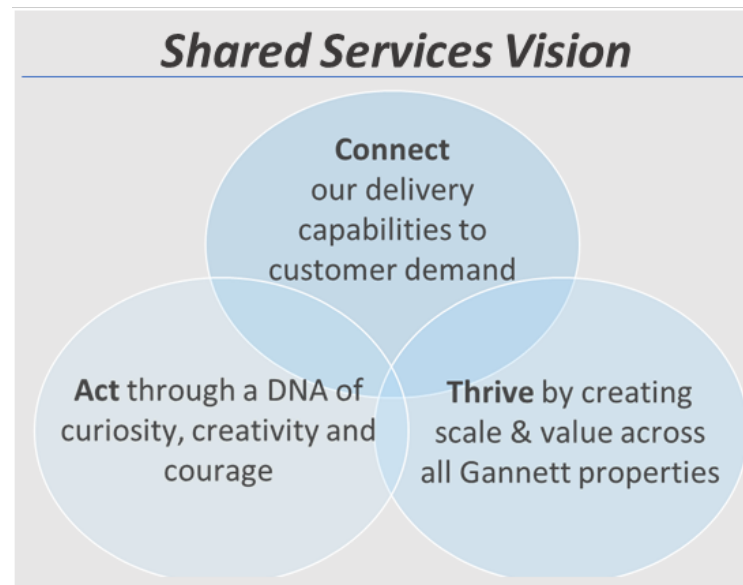 Shared Services Vision
Connect
our delivery
capabilities to
customer demand
Act through a DNA of
curiosity, creativity and
courage
Thrive by creating
scale & value across
all Gannett properties